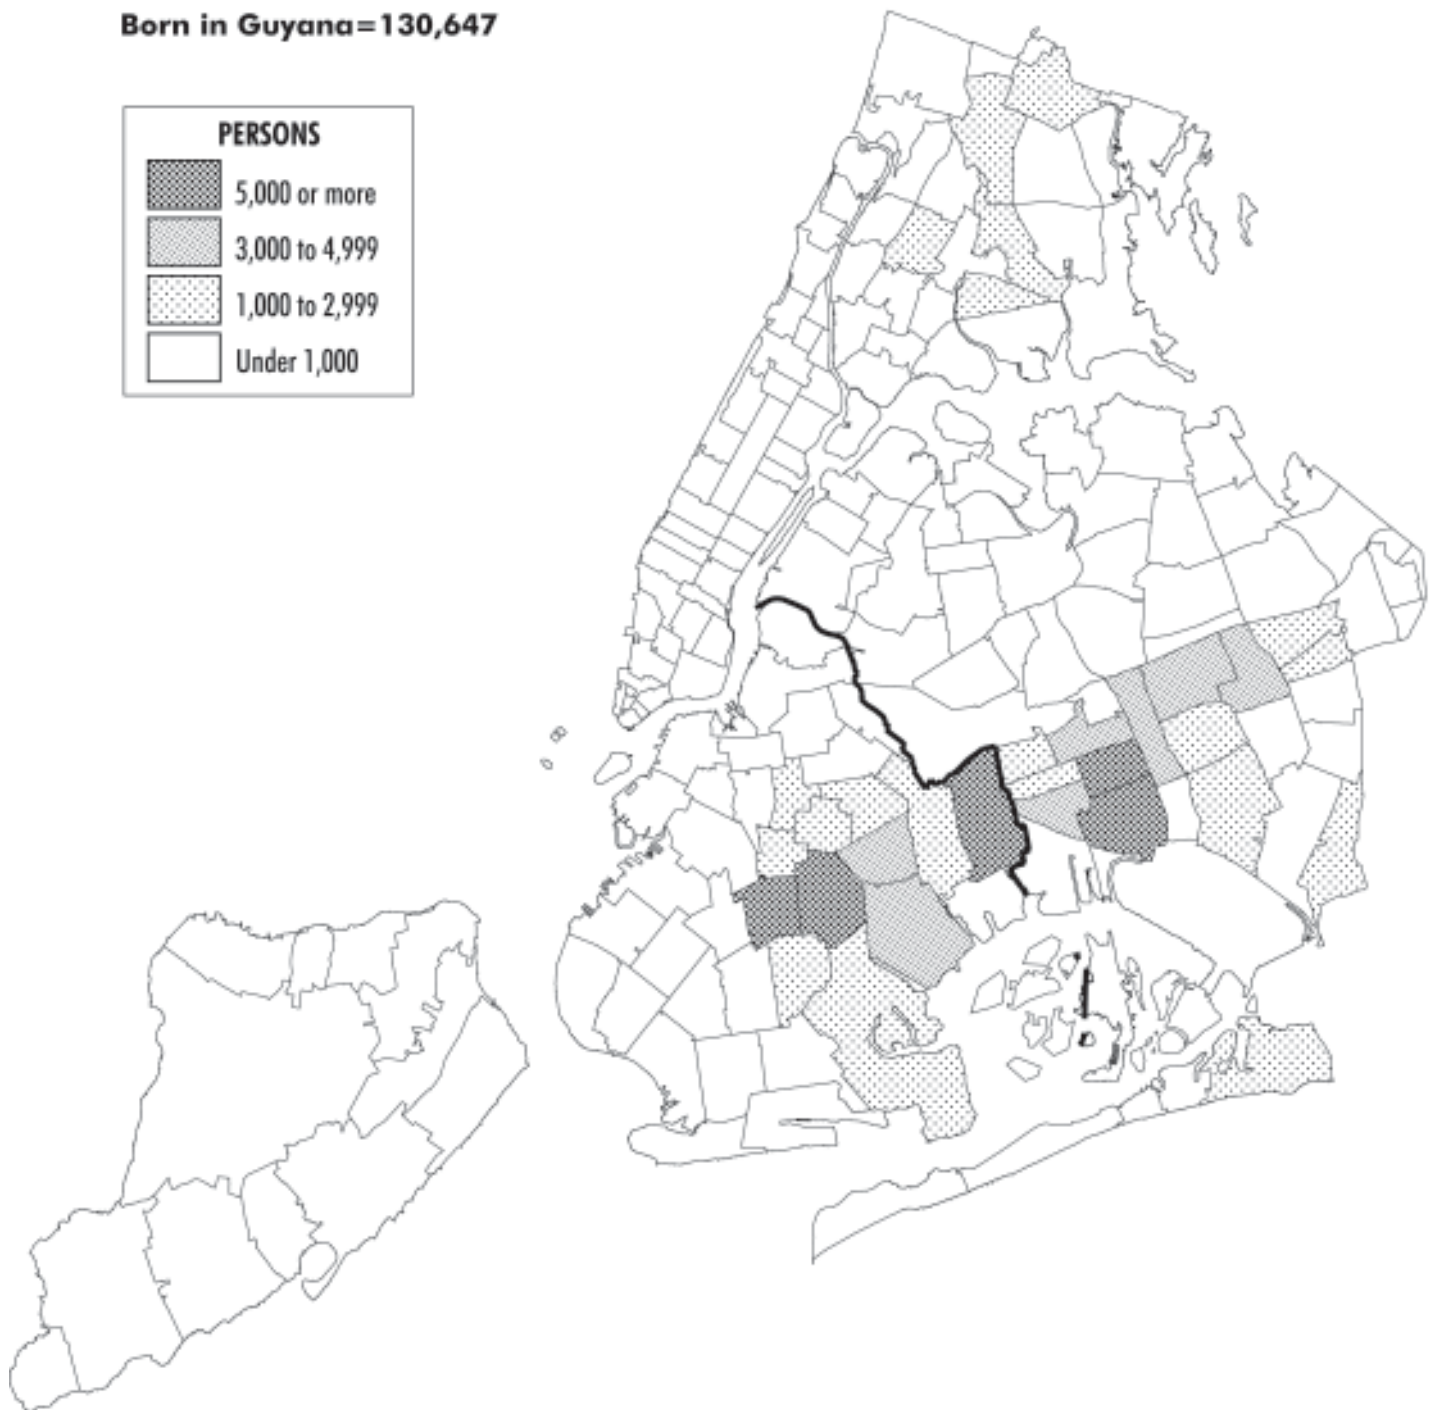 Born in Guyana=130,647
PERSONS
5,000 or more
3,000 to 4,999
1,000 to 2,999
Under 1,000